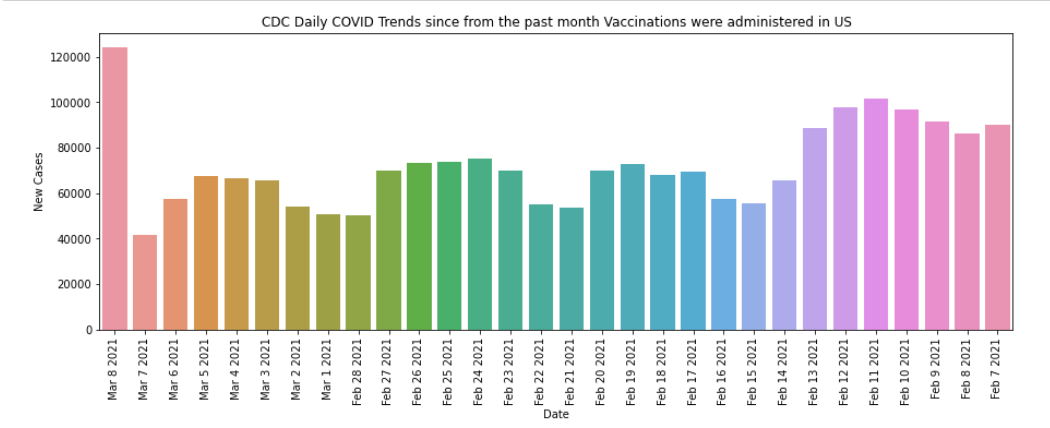 CDC Daily COVID Trends since from the past month Vaccinations were administered in US
120000
100000
80000
60000
40000
20000
0
New Cases
Mar 8 2021
Mar 7 2021
Mar 6 2021
Mar 5 2021
Mar 4 2021
Mar 3 2021
Mar 2 2021
Mar 1 2021
Feb 28 2021
Feb 27 2021
Feb 26 2021
Feb 25 2021
Feb 24 2021
Feb 23 2021
Feb 22 2021
Feb 21 2021
Feb 20 2021
Feb 19 2021
Feb 18 2021
Feb 17 2021
Feb 16 2021
Feb 15 2021
Feb 14 2021
Feb 13 2021
Feb 12 2021
Feb 11 2021
Feb 10 2021
Feb 9 2021
Feb 8 2021
Feb 7 2021
Date